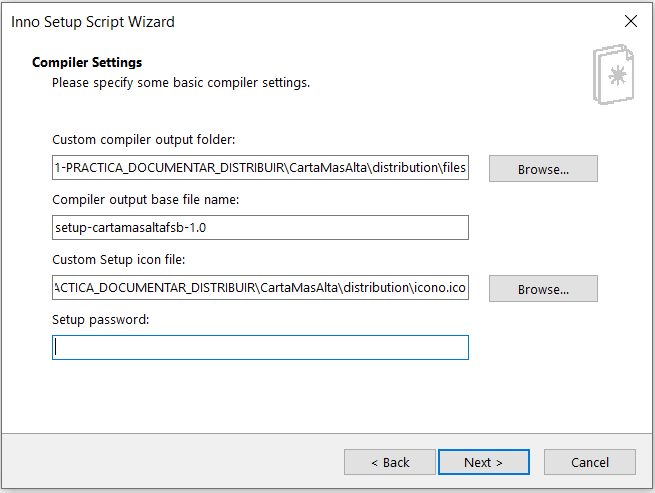 Inno Setup Script Wizard
Compiler Settings
Please specify some basic compiler settings.
Custom compiler output folder:
1-PRACTICA_DOCUMENTAR_DISTRIBUIR\CartaMasAlta\distribution\files
Browse...
Compiler output base file name:
setup-cartamasaltafsb-1.0
Custom Setup icon file:
ACTICA_DOCUMENTAR_DISTRIBUIR\CartaMasAlta\distribution\icono.ico
Browse...
Setup password:
< Back
Next >
Cancel